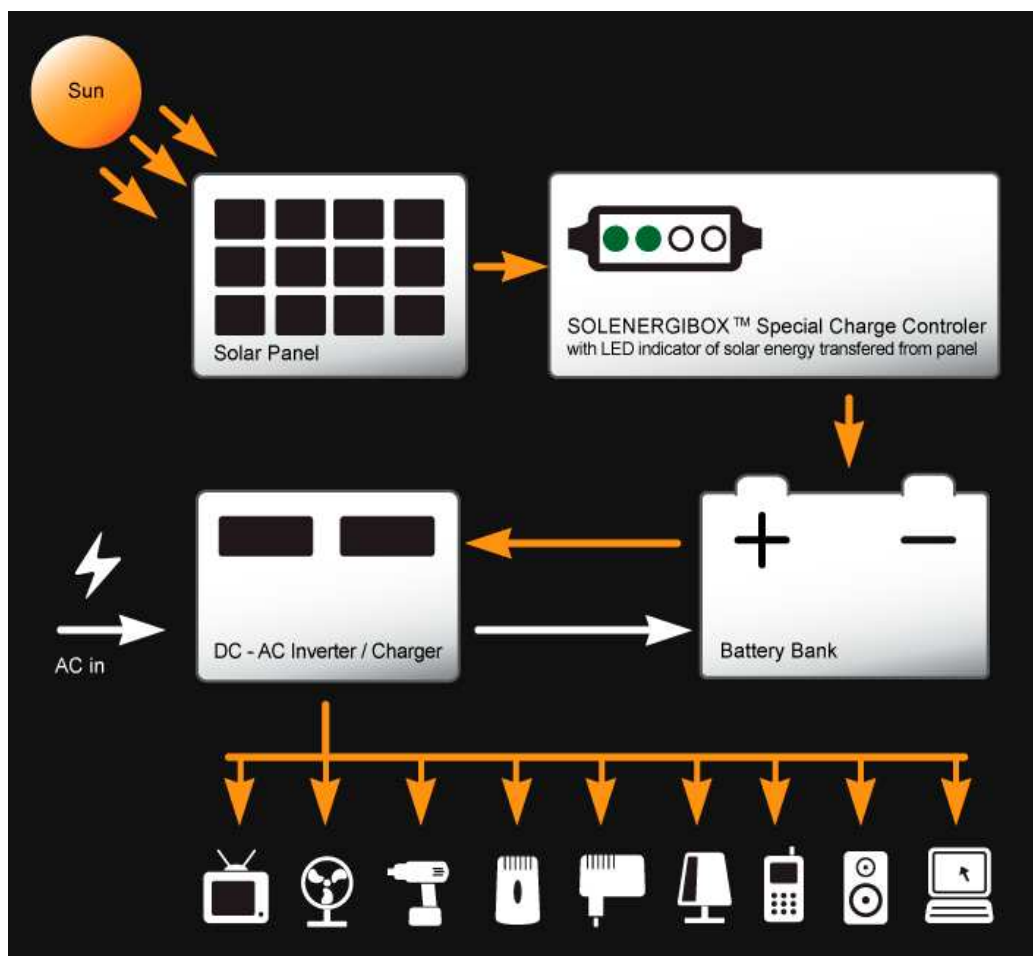 Sun
Solar Panel
SOLENERGIBOX™ Special Charge Controler
with LED indicator of solar energy transfered from panel
AC in
DC - AC Inverter / Charger
Battery Bank